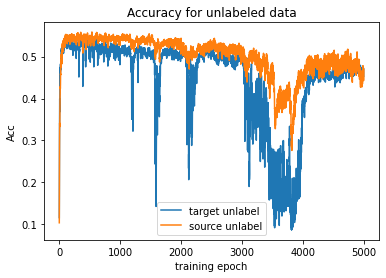 Accuracy for unlabeled data
Acc
0.5
0.4
0.3
0.2
0.1
target unlabel
source unlabel
0 1000 2000 3000 4000 5000
training epoch